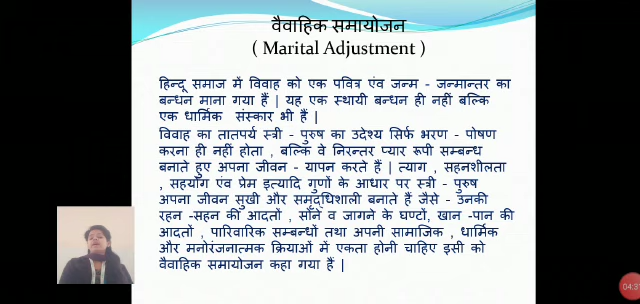 वैवाहिक समायोजन
( Marital Adjustment )
हिन्दू समाज में विवाह को एक पवित्र एंव जन्म - जन्मान्तर का
बन्धन माना गया हैं | यह एक स्थायी बन्धन ही नहीं बल्कि
एक धार्मिक संस्कार भी हैं |
विवाह का तातपर्य स्त्री - पुरुष का उदेश्य सिर्फ भरण - पोषण
करना ही नहीं होता , बल्कि वे निरन्तर प्यार रूपी सम्बन्ध
बनाते हुए अपना जीवन - यापन करते हैं | त्याग , सहनशीलता
, सहयोग एंव प्रेम इत्यादि गुणों के आधार पर स्त्री - पुरुष
अपना जीवन सुखी और समृद्धिशाली बनाते हैं जैसे - उनकी
रहन -सहन की आदतों , सोने व जागने के घण्टों, खान -पान की
आदतों , पारिवारिक सम्बन्धों तथा अपनी सामाजिक , धार्मिक
और मनोरंजनात्मक क्रियाओं में एकता होनी चाहिए इसी को
वैवाहिक समायोजन कहा गया हैं |